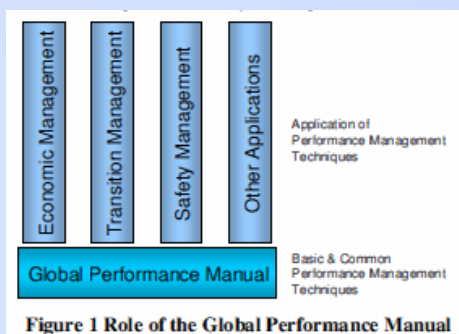 Economic Management
Transition Management
Safety Management
Other Applications
Application of
Performance Management
Techniques
Global Performance Manual
Basic & Common
Performance Management
Techniques
Figure 1 Role of the Global Performance Manual